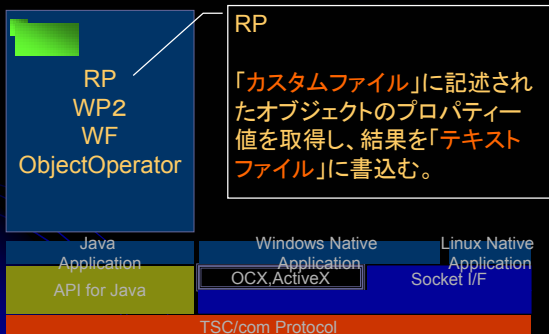 RP
WP2
WF
ObjectOperator
RP
「カスタムファイル」に記述され
たオブジェクトのプロパティー
値を取得し、結果を「テキスト
ファイル」に書込む。
Java
Application
Windows Native
Application
Linux Native
Application
API for Java
OCX,ActiveX
Socket I/F
TSC/com Protocol